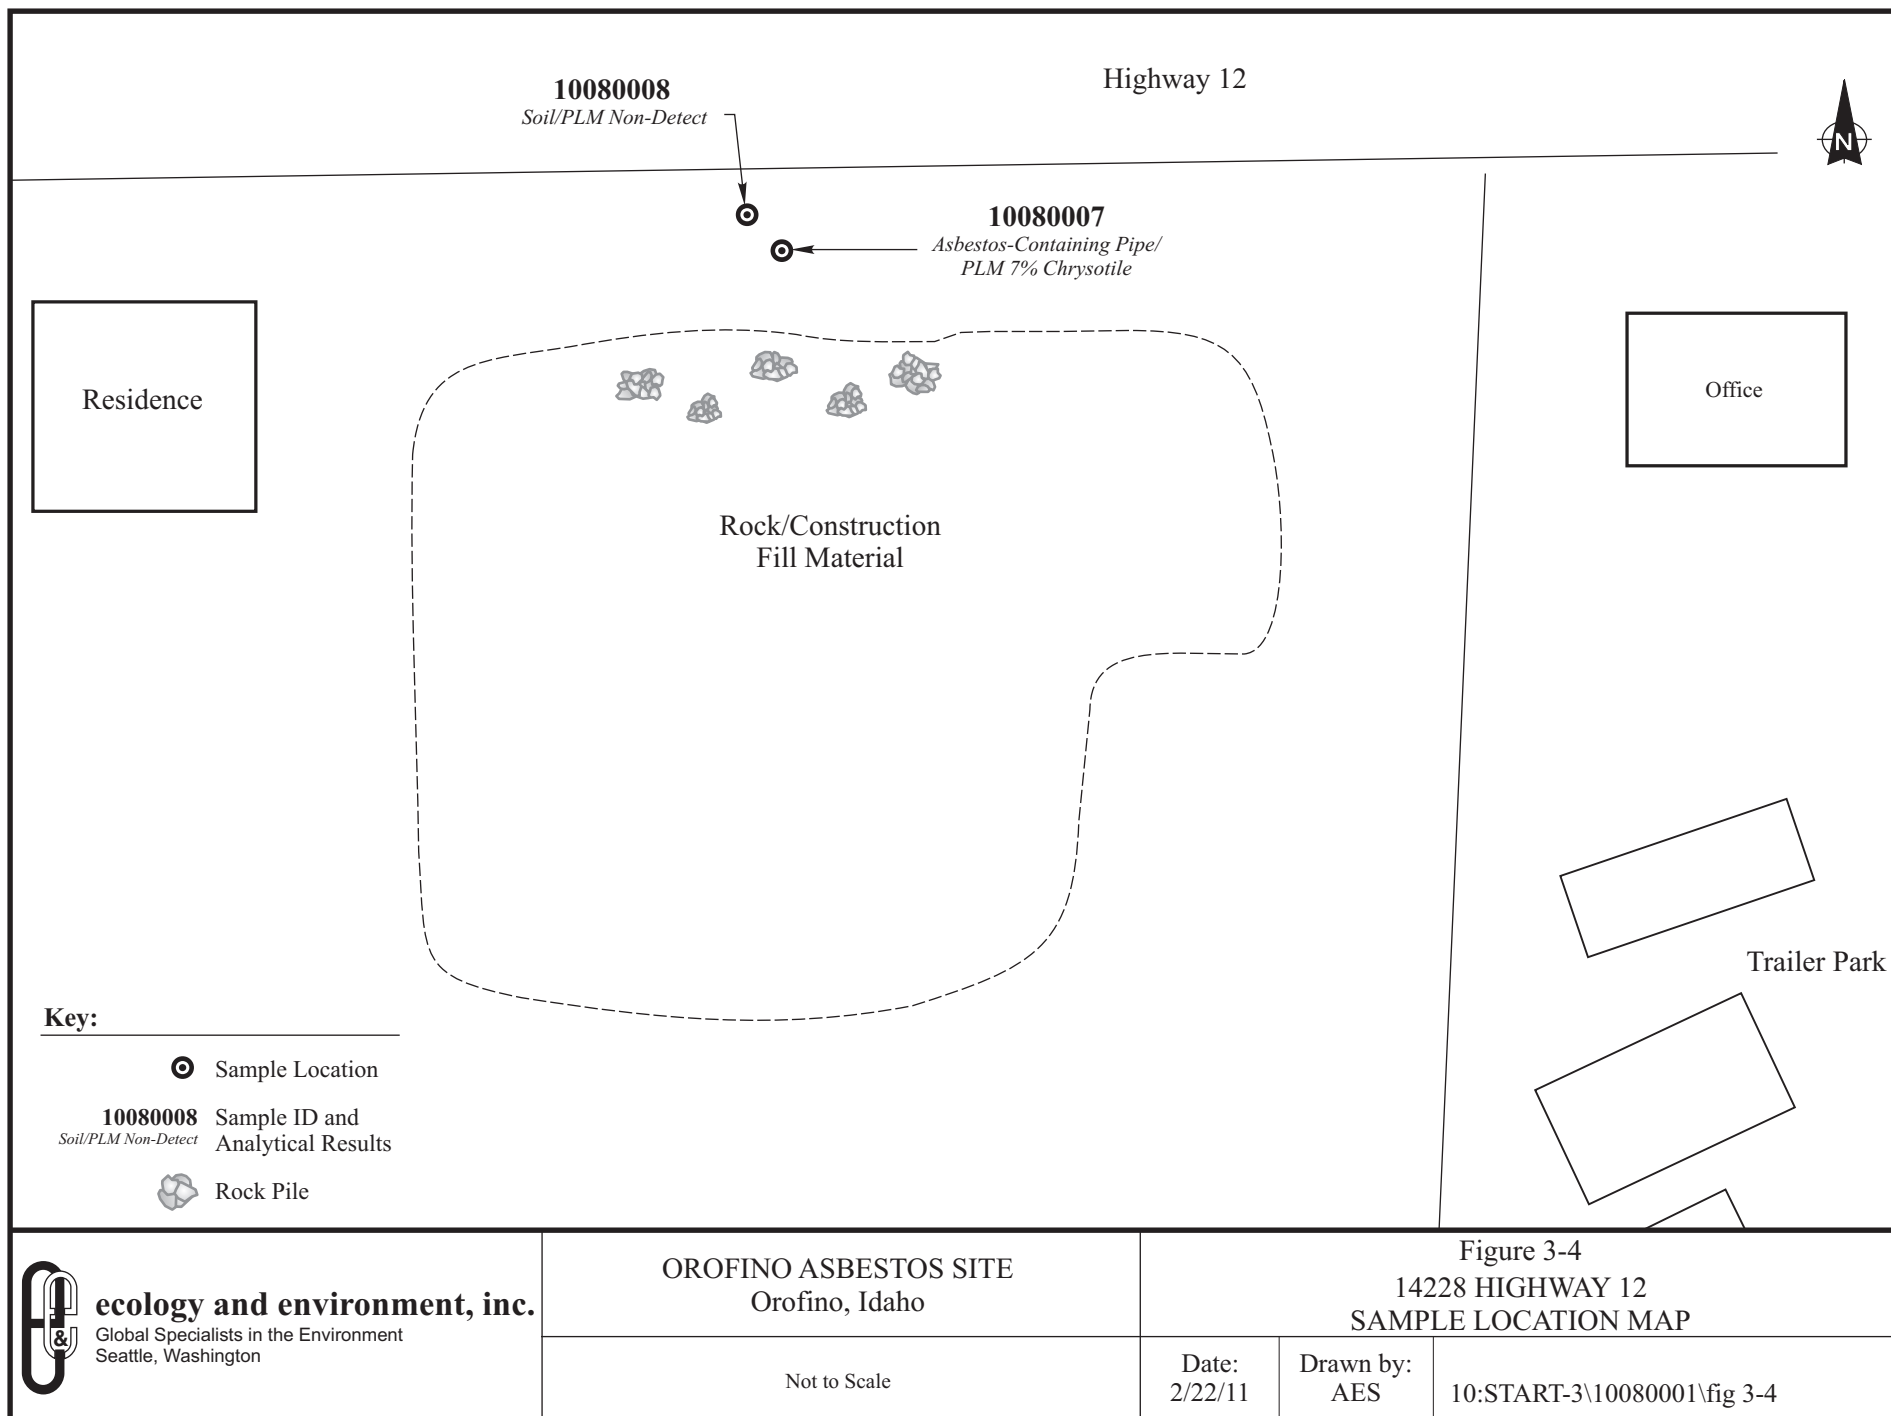 Highway 12
10080008
Soil/PLM Non-Detect
N
10080007
Asbestos-Containing Pipe/
PLM 7% Chrysotile
Residence
Office
Rock/Construction
Fill Material
Trailer Park
Key:
Sample Location
10080008
Soil/PLM Non-Detect
Sample ID and
Analytical Results
Rock Pile
&
ecology and environment, inc.
Global Specialists in the Environment
Seattle, Washington
OROFINO ASBESTOS SITE
Orofino, Idaho
Not to Scale
Figure 3-4
14228 HIGHWAY 12
SAMPLE LOCATION MAP
Date:
2/22/11
Drawn by:
AES
10:START-3\10080001\fig 3-4